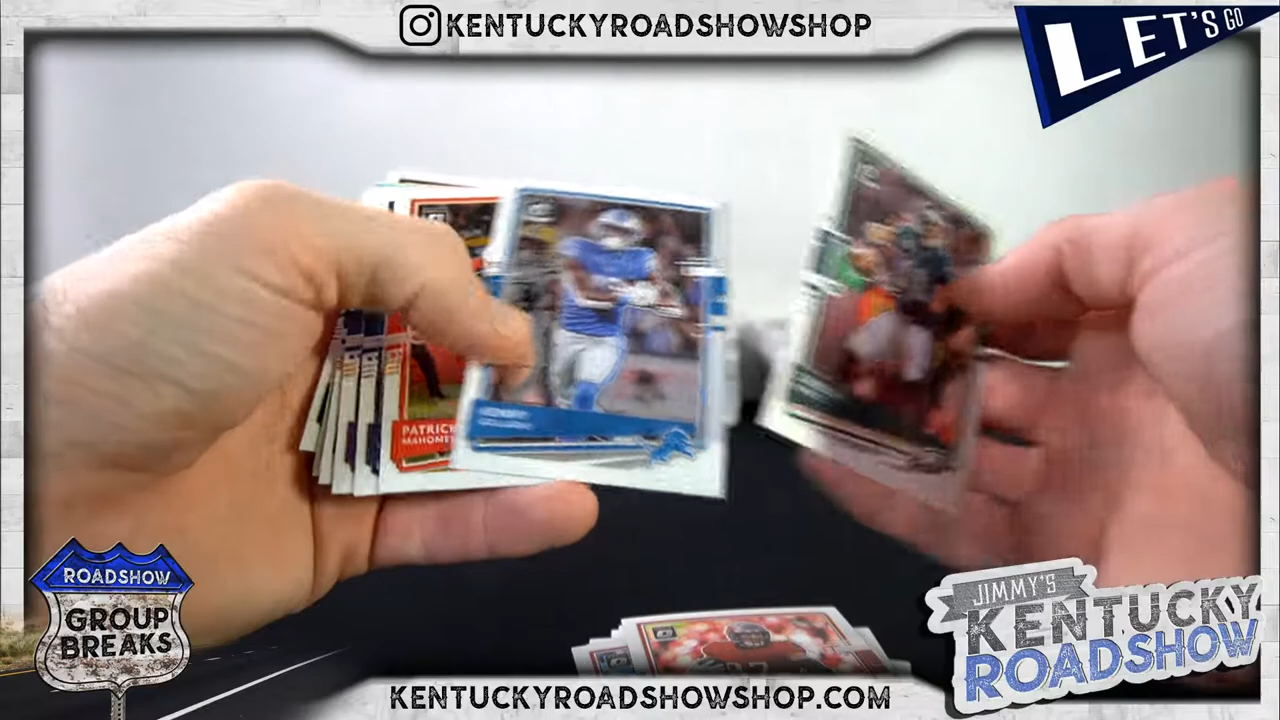 KENTUCKYROADSHOWSHOP
LET'S GO
PATRICK
MAHOMES
ROADSHOW
GROUP
BREAKS
JIMMY'S
KENTUCKY
ROADSHOW
KENTUCKYROADSHOWSHOP.COM